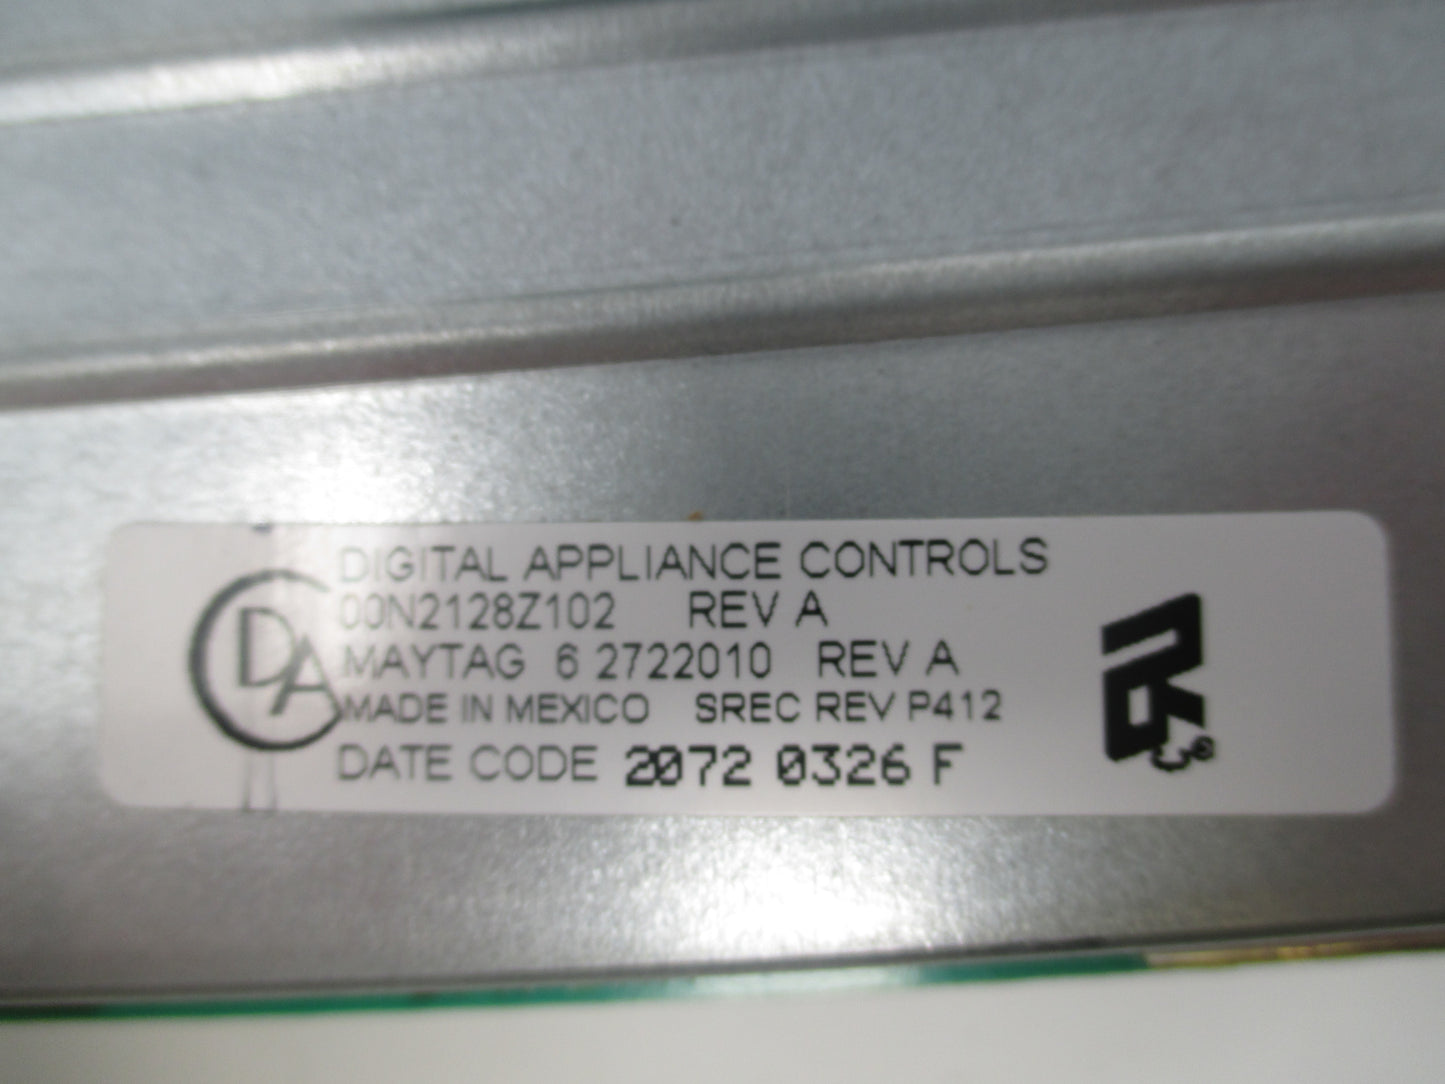 DIGITAL APPLIANCE CONTROLS
00N2128Z102 REV A
MAYTAG 6 2722010 REV A
MADE IN MEXICO SREC REV P412
DATE CODE 2072 0326 F
DA